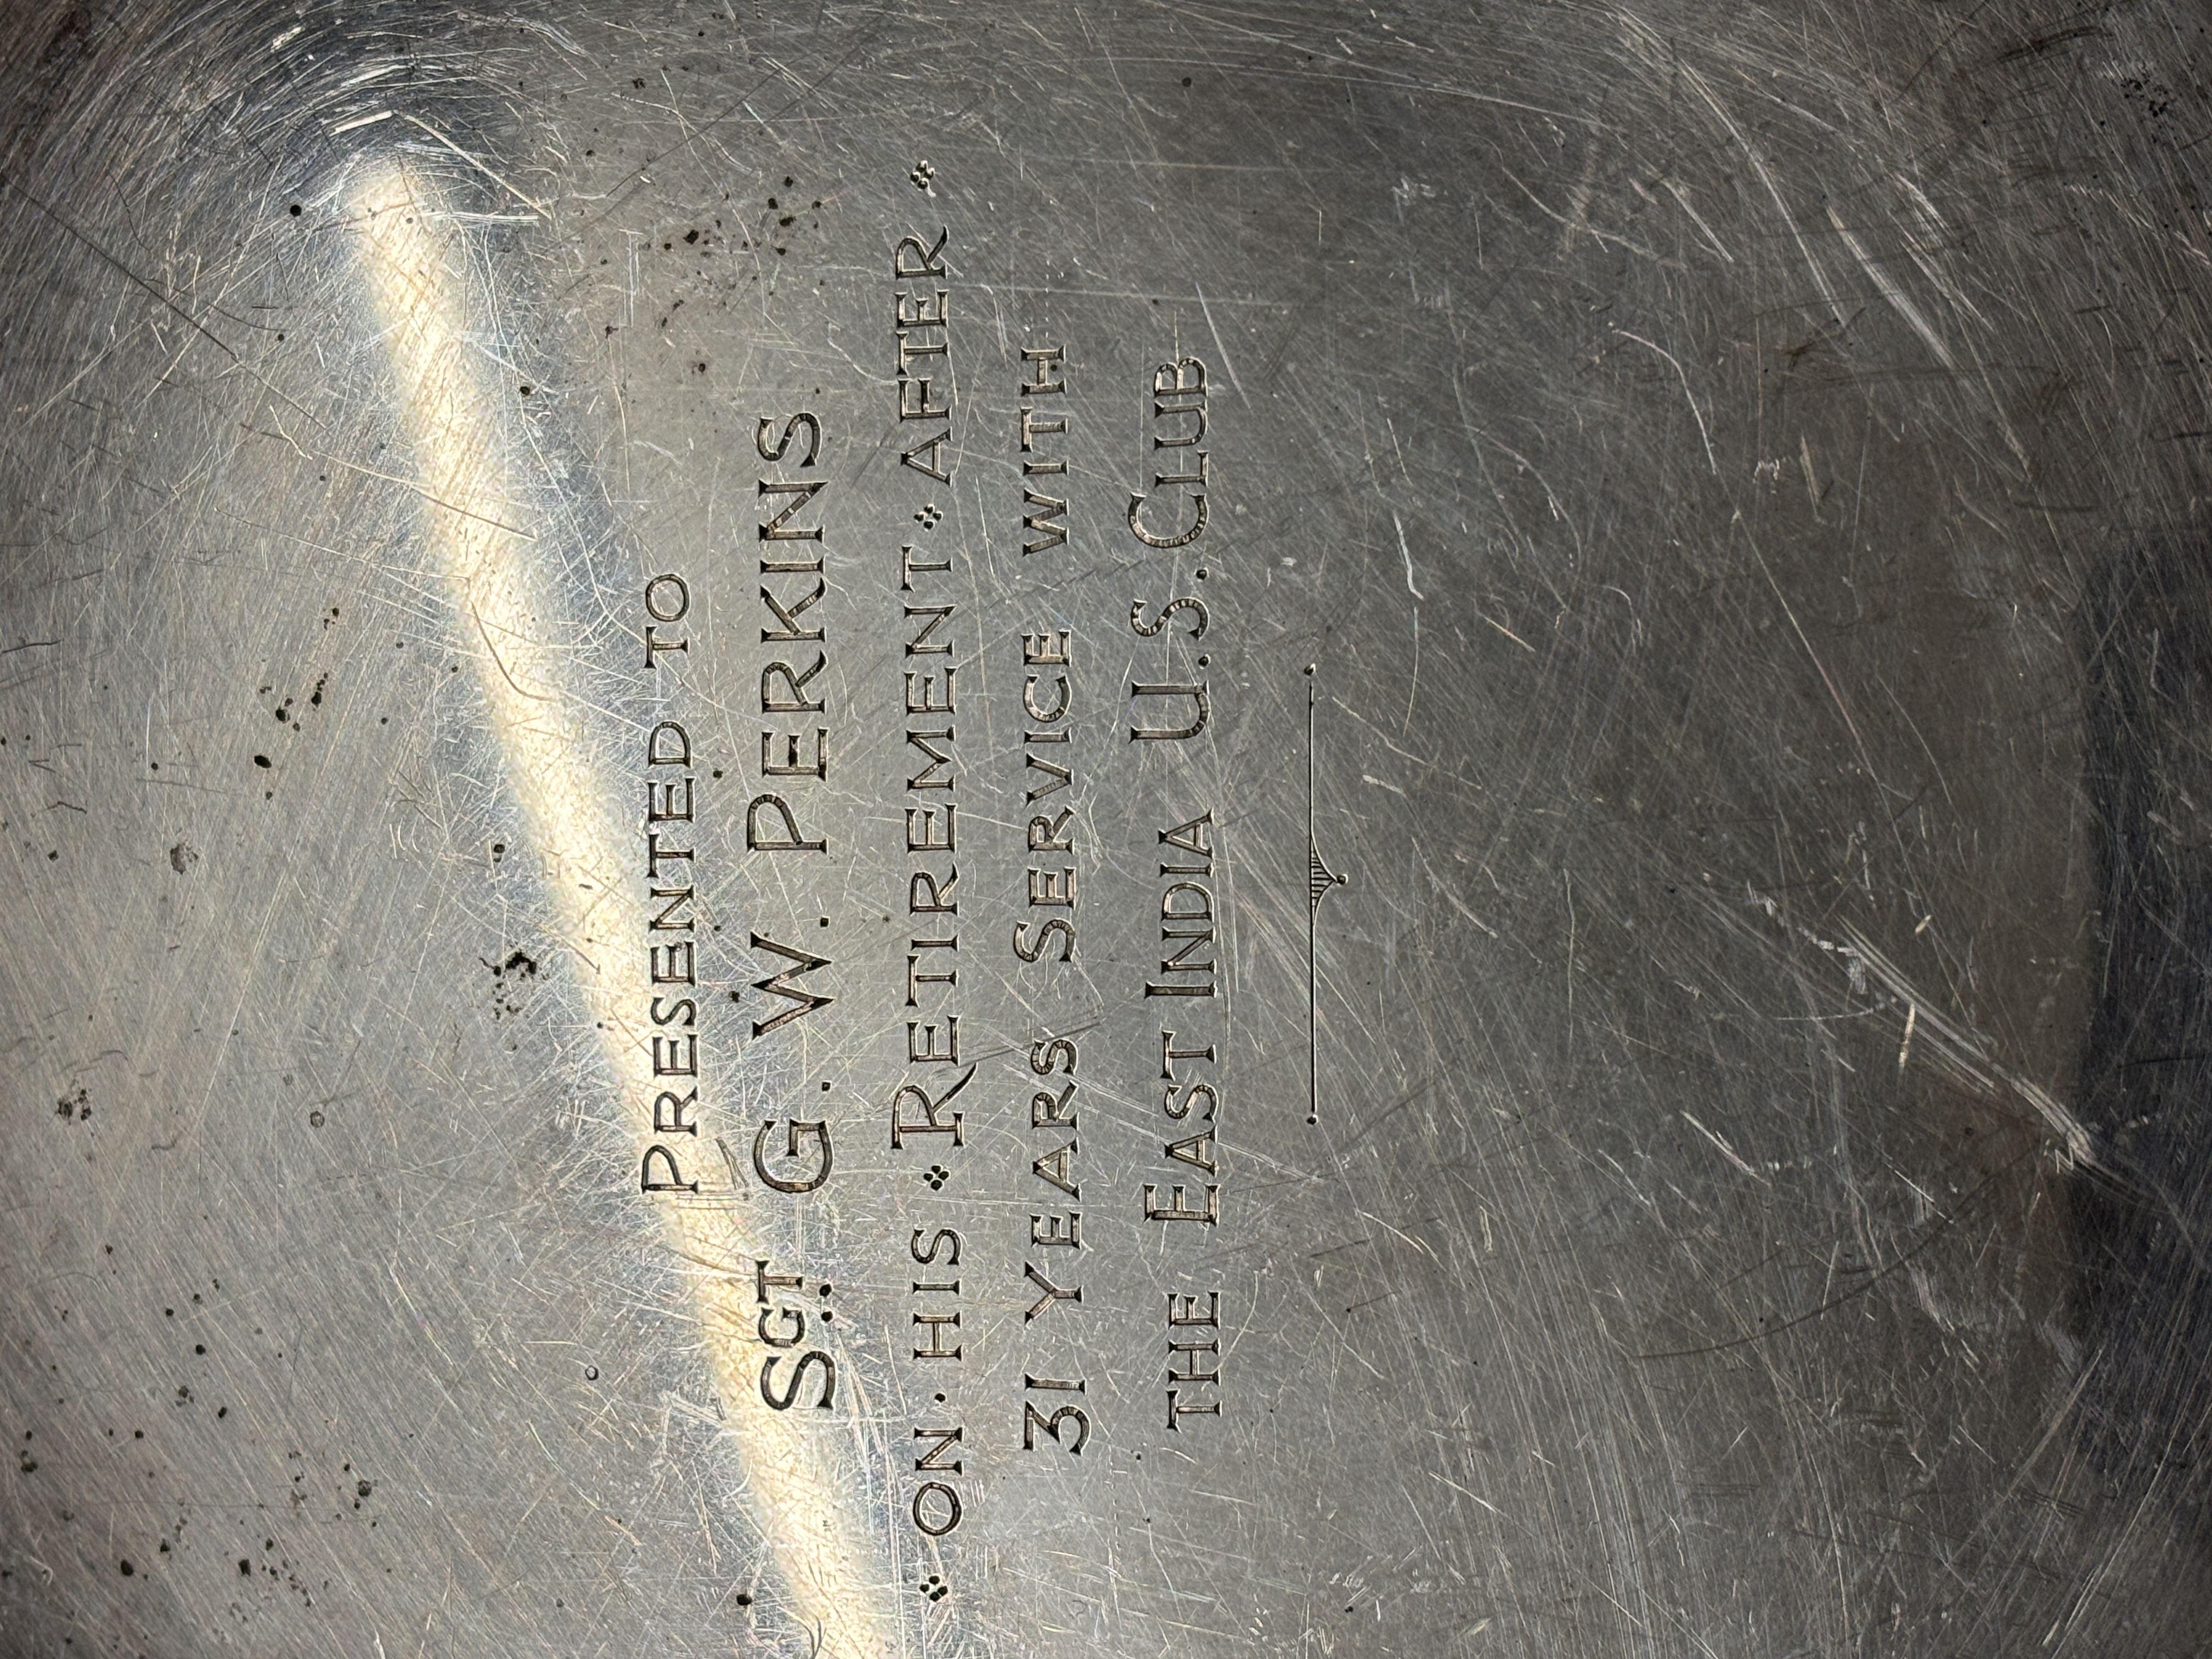 PRESENTED TO
SGT G. W. PERKINS
ON · HIS · RETIREMENT · AFTER
31 YEARS SERVICE WITH
THE EAST INDIA U.S. CLUB